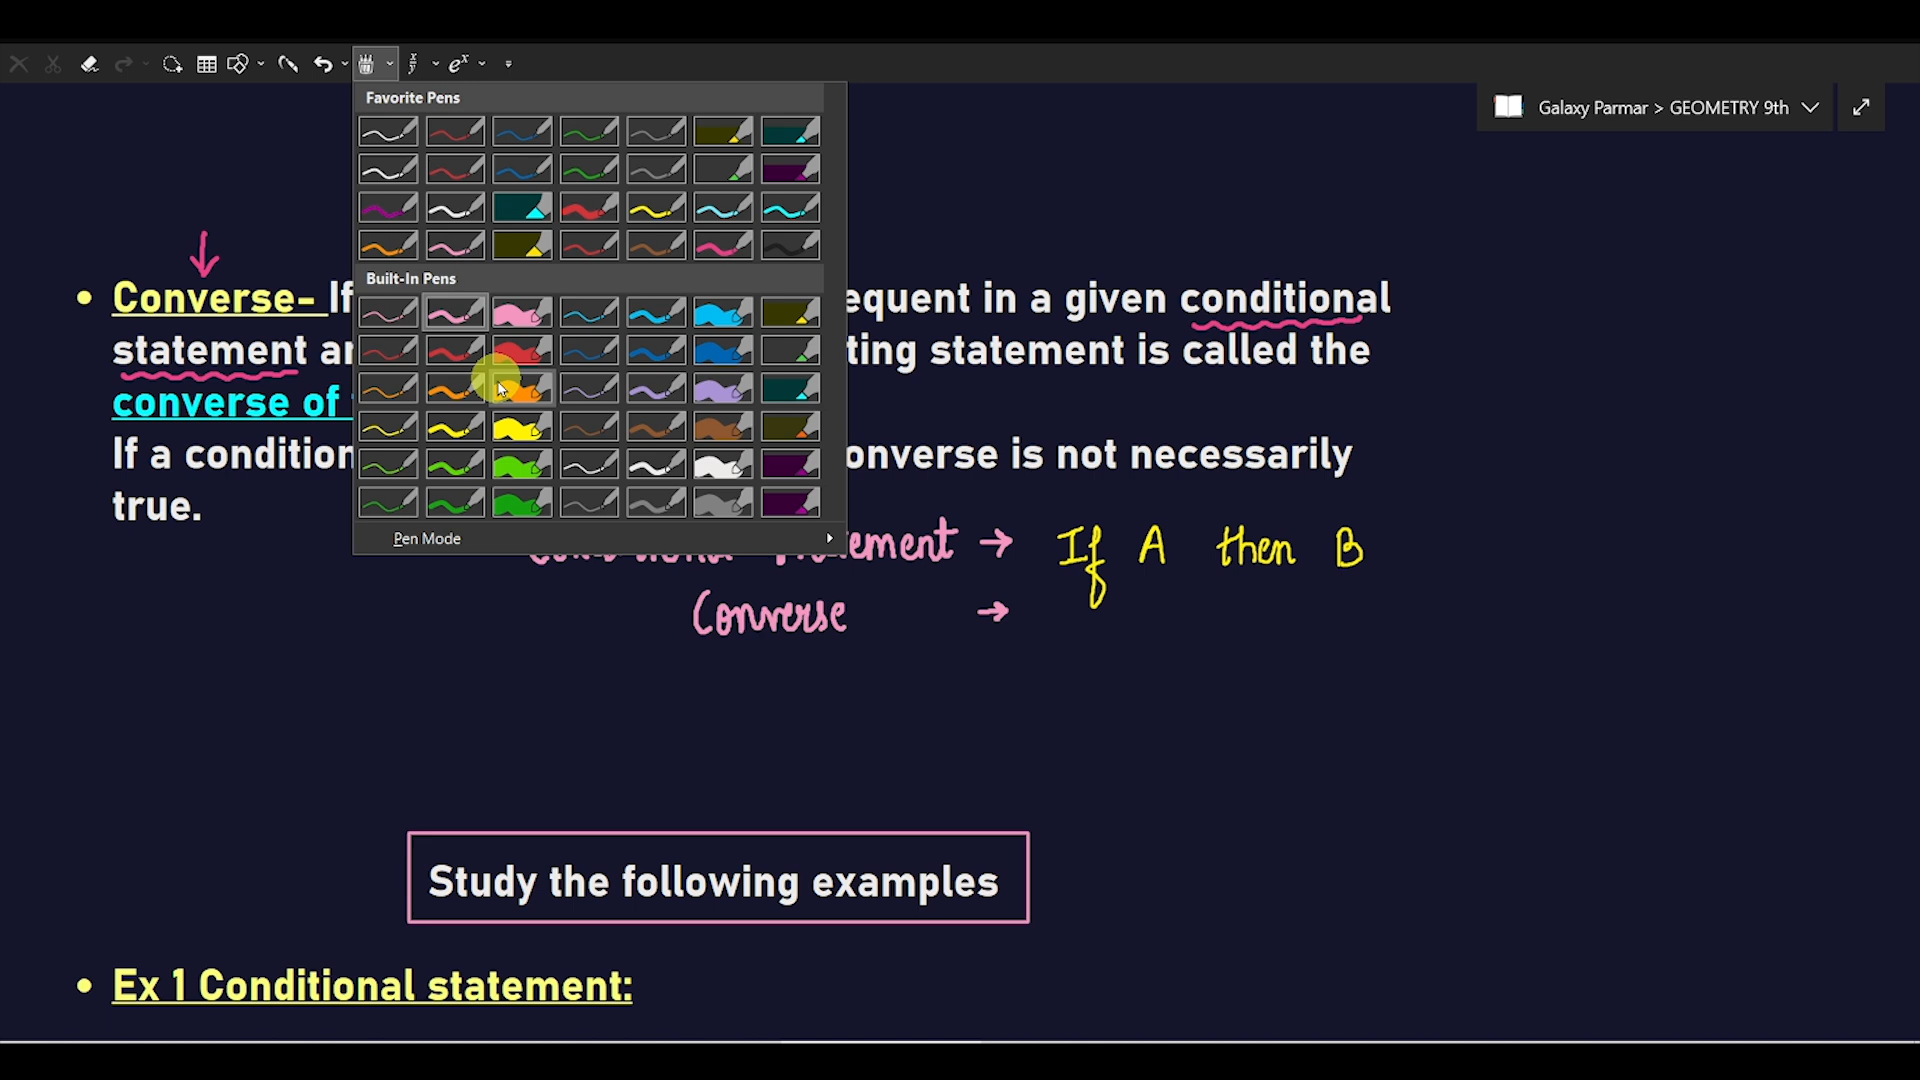 x/y
eˣ
Favorite Pens
Galaxy Parmar > GEOMETRY 9th
Built-In Pens
• Converse- If equent in a given conditional
statement ting statement is called the
converse of
If a condition onverse is not necessarily
true.
Pen Mode
ement → If A then B
Converse →
Study the following examples
• Ex 1 Conditional statement: